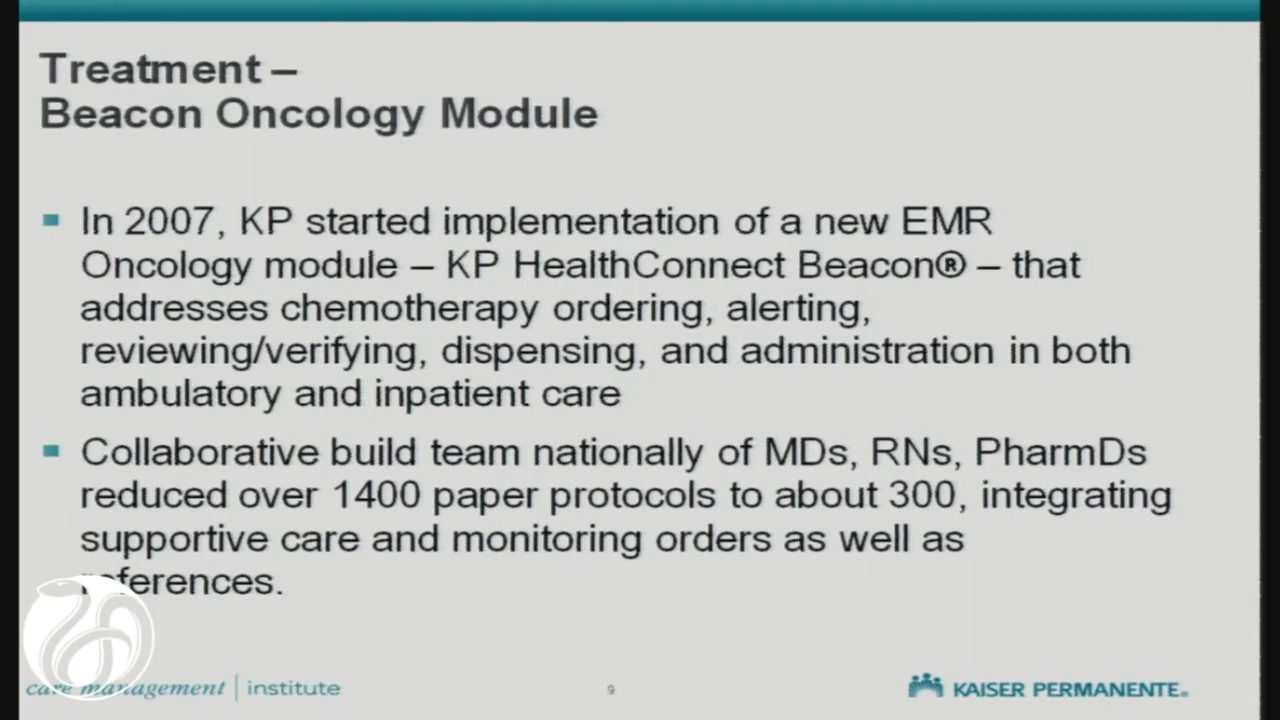 Treatment –
Beacon Oncology Module
In 2007, KP started implementation of a new EMR
Oncology module – KP HealthConnect Beacon® – that
addresses chemotherapy ordering, alerting,
reviewing/verifying, dispensing, and administration in both
ambulatory and inpatient care
Collaborative build team nationally of MDs, RNs, PharmDs
reduced over 1400 paper protocols to about 300, integrating
supportive care and monitoring orders as well as
references.
care management | institute
9
KAISER PERMANENTE®